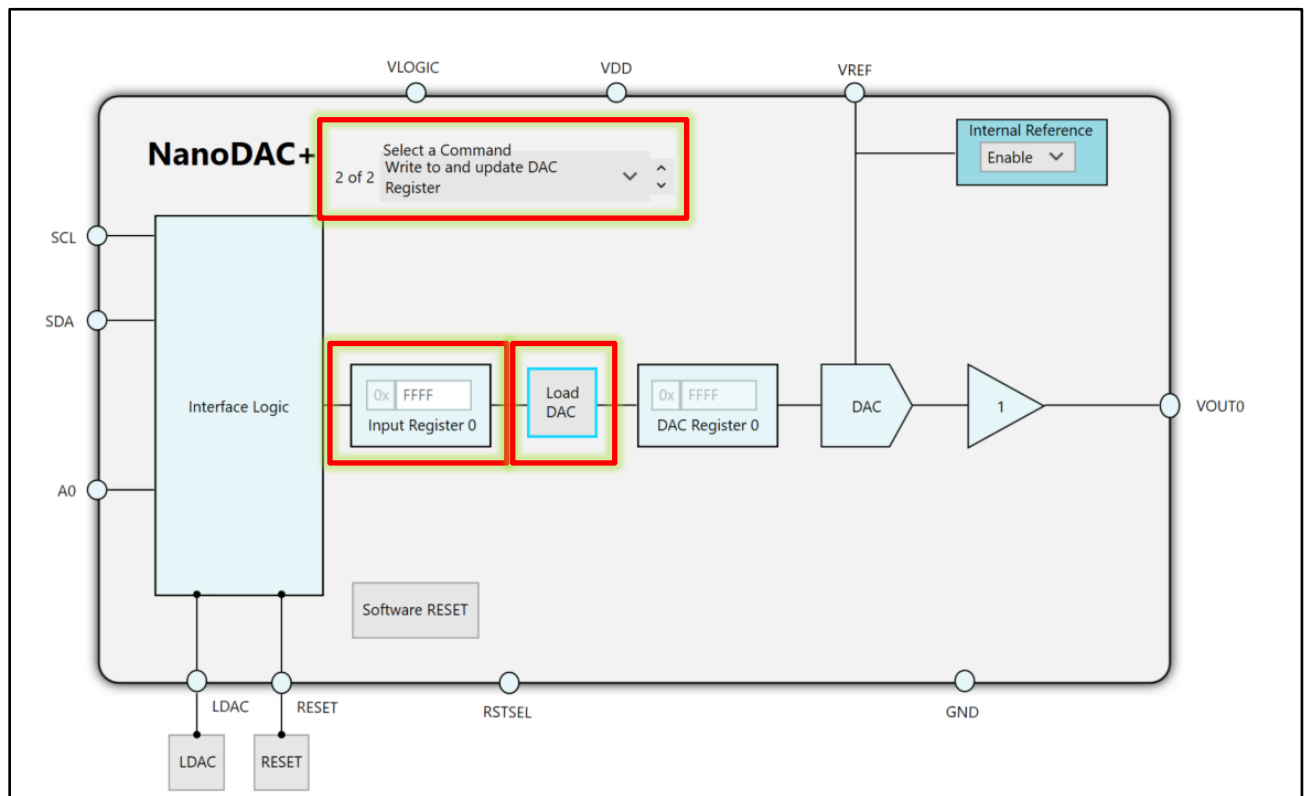 VLOGIC
VDD
VREF
NanoDAC+
Select a Command
2 of 2
Write to and update DAC
Register
Internal Reference
Enable
SCL
SDA
A0
Interface Logic
0x FFFF
Input Register 0
Load
DAC
0x FFFF
DAC Register 0
DAC
1
VOUT0
Software RESET
LDAC
RESET
RSTSEL
GND
LDAC
RESET